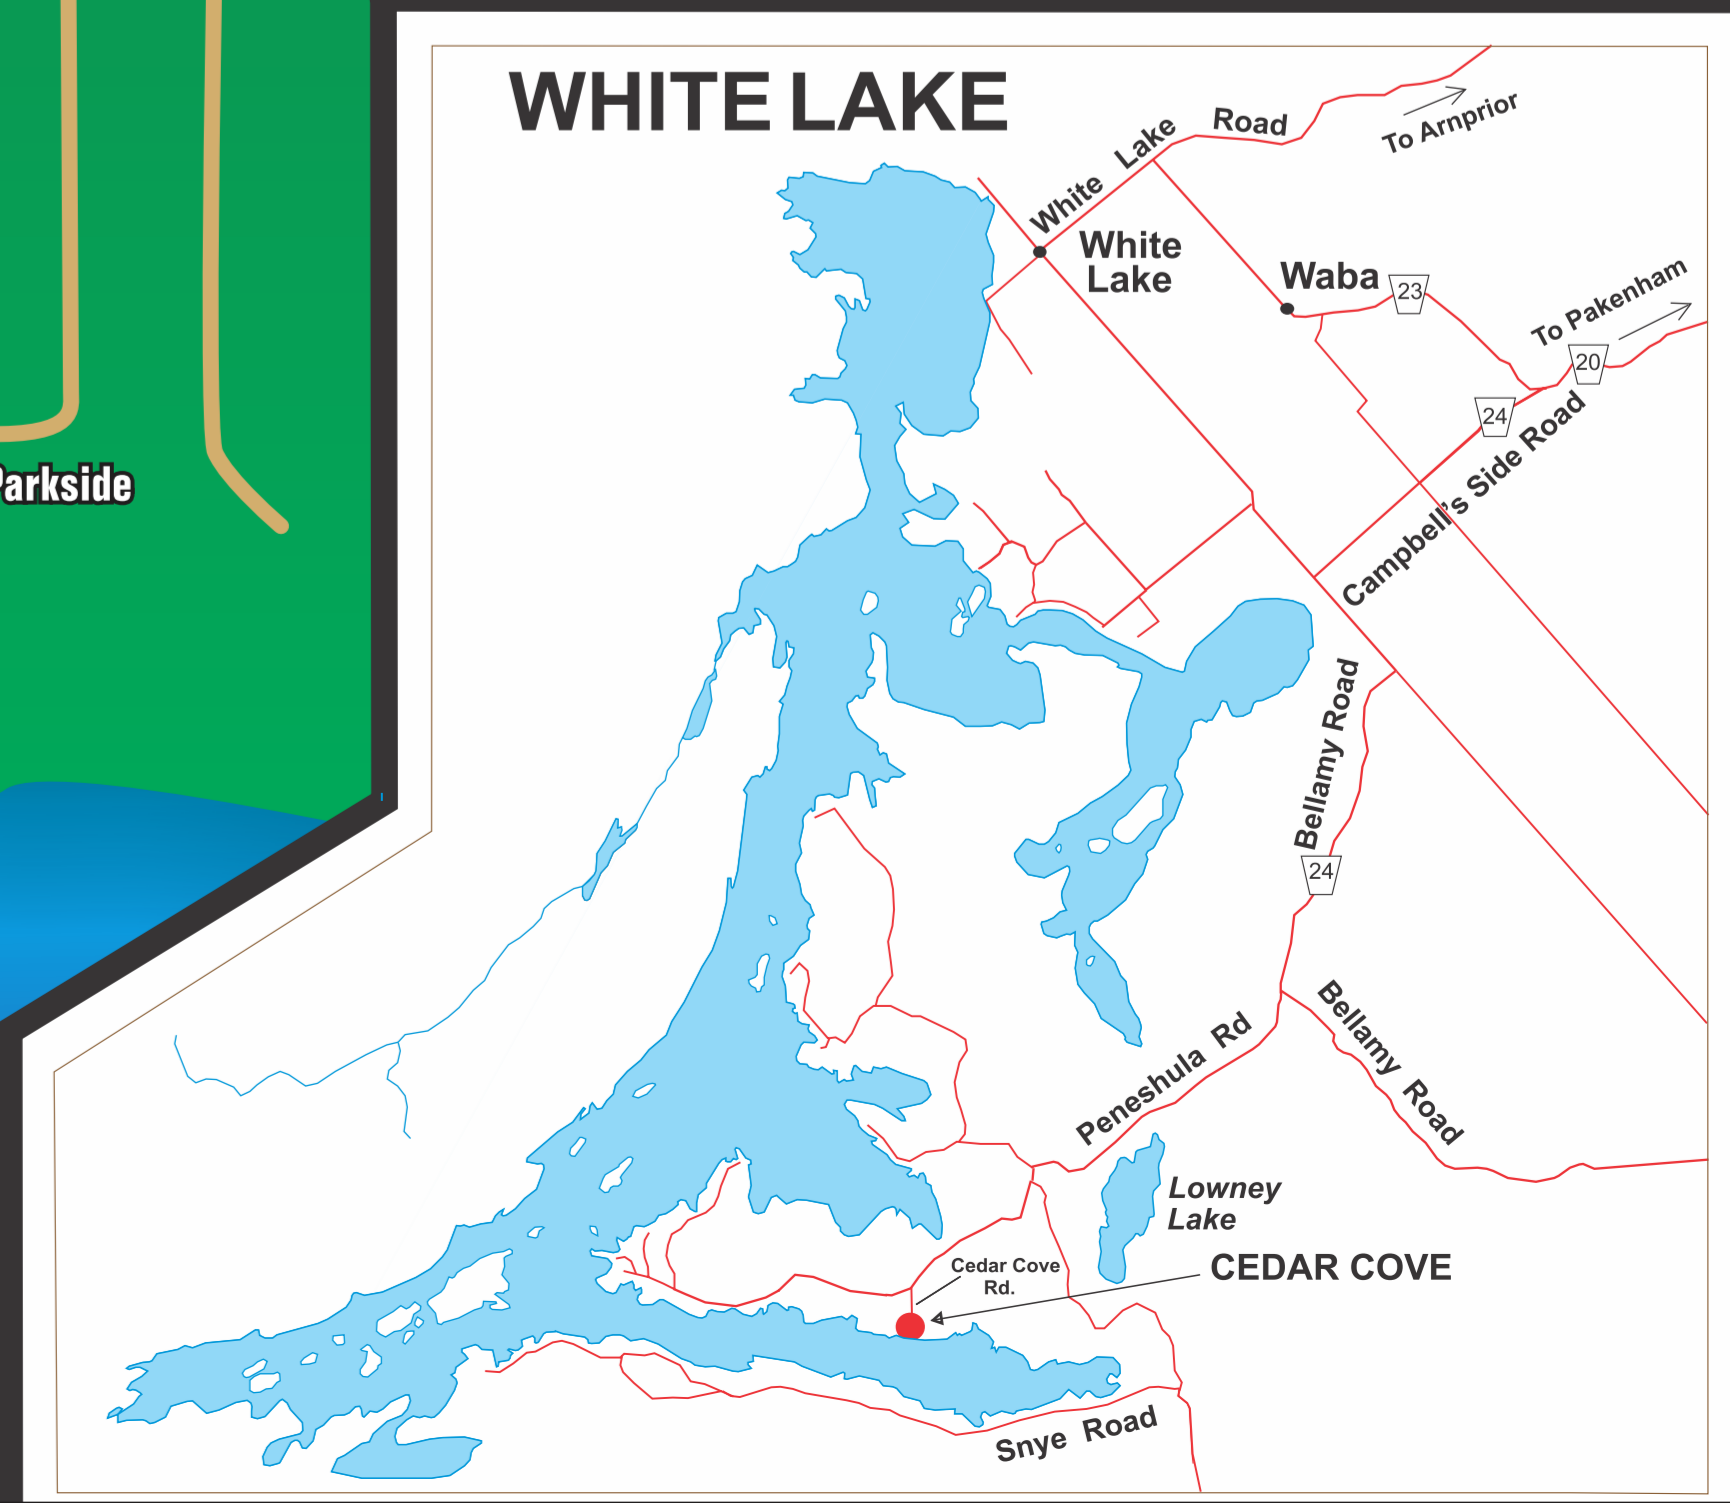 WHITE LAKE
White Lake Road
To Arnprior
White
Lake
Waba
23
To Pakenham
20
24
Campbell's Side Road
Parkside
Bellamy Road
24
Bellamy Road
Peneshula Rd
Lowney
Lake
Cedar Cove
Rd.
CEDAR COVE
Snye Road